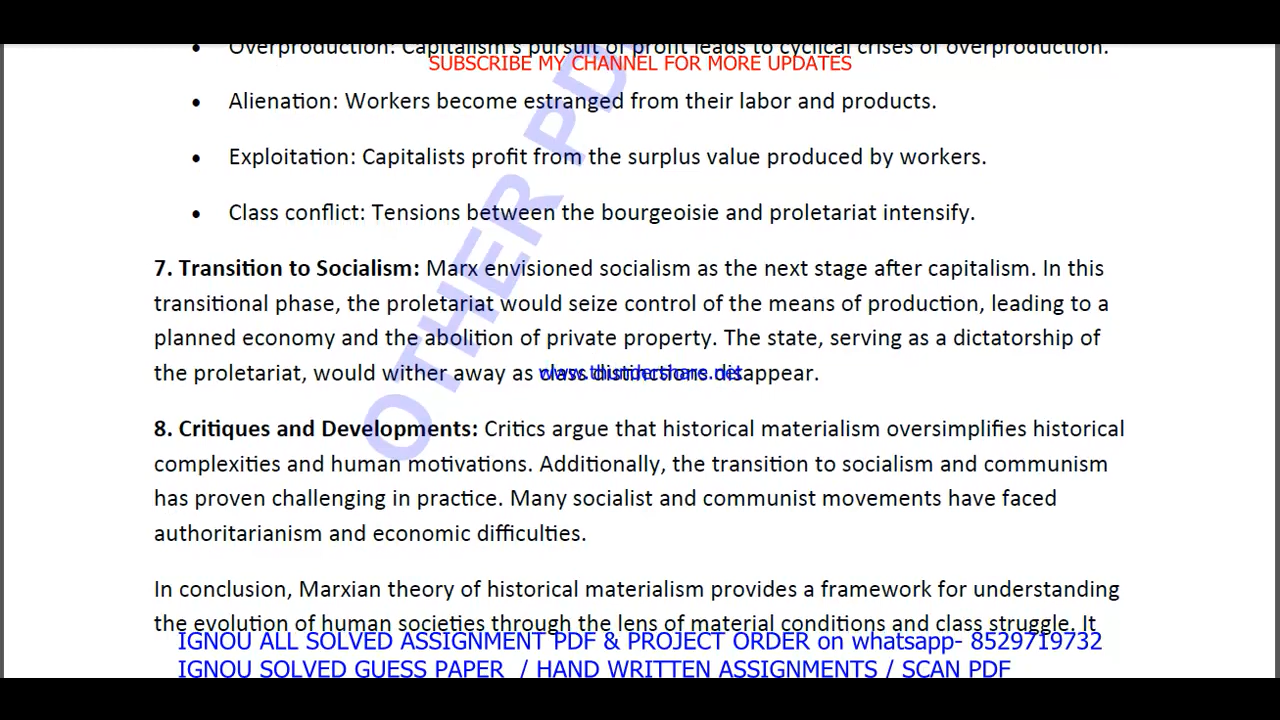 • Overproduction: Capitalism's pursuit of profit leads to cyclical crises of overproduction.
SUBSCRIBE MY CHANNEL FOR MORE UPDATES
• Alienation: Workers become estranged from their labor and products.
• Exploitation: Capitalists profit from the surplus value produced by workers.
• Class conflict: Tensions between the bourgeoisie and proletariat intensify.
7. Transition to Socialism: Marx envisioned socialism as the next stage after capitalism. In this
transitional phase, the proletariat would seize control of the means of production, leading to a
planned economy and the abolition of private property. The state, serving as a dictatorship of
the proletariat, would wither away as class distinctions disappear.
8. Critiques and Developments: Critics argue that historical materialism oversimplifies historical
complexities and human motivations. Additionally, the transition to socialism and communism
has proven challenging in practice. Many socialist and communist movements have faced
authoritarianism and economic difficulties.
In conclusion, Marxian theory of historical materialism provides a framework for understanding
the evolution of human societies through the lens of material conditions and class struggle. It
IGNOU ALL SOLVED ASSIGNMENT PDF & PROJECT ORDER on whatsapp- 8529719732
IGNOU SOLVED GUESS PAPER / HAND WRITTEN ASSIGNMENTS / SCAN PDF
OTHER